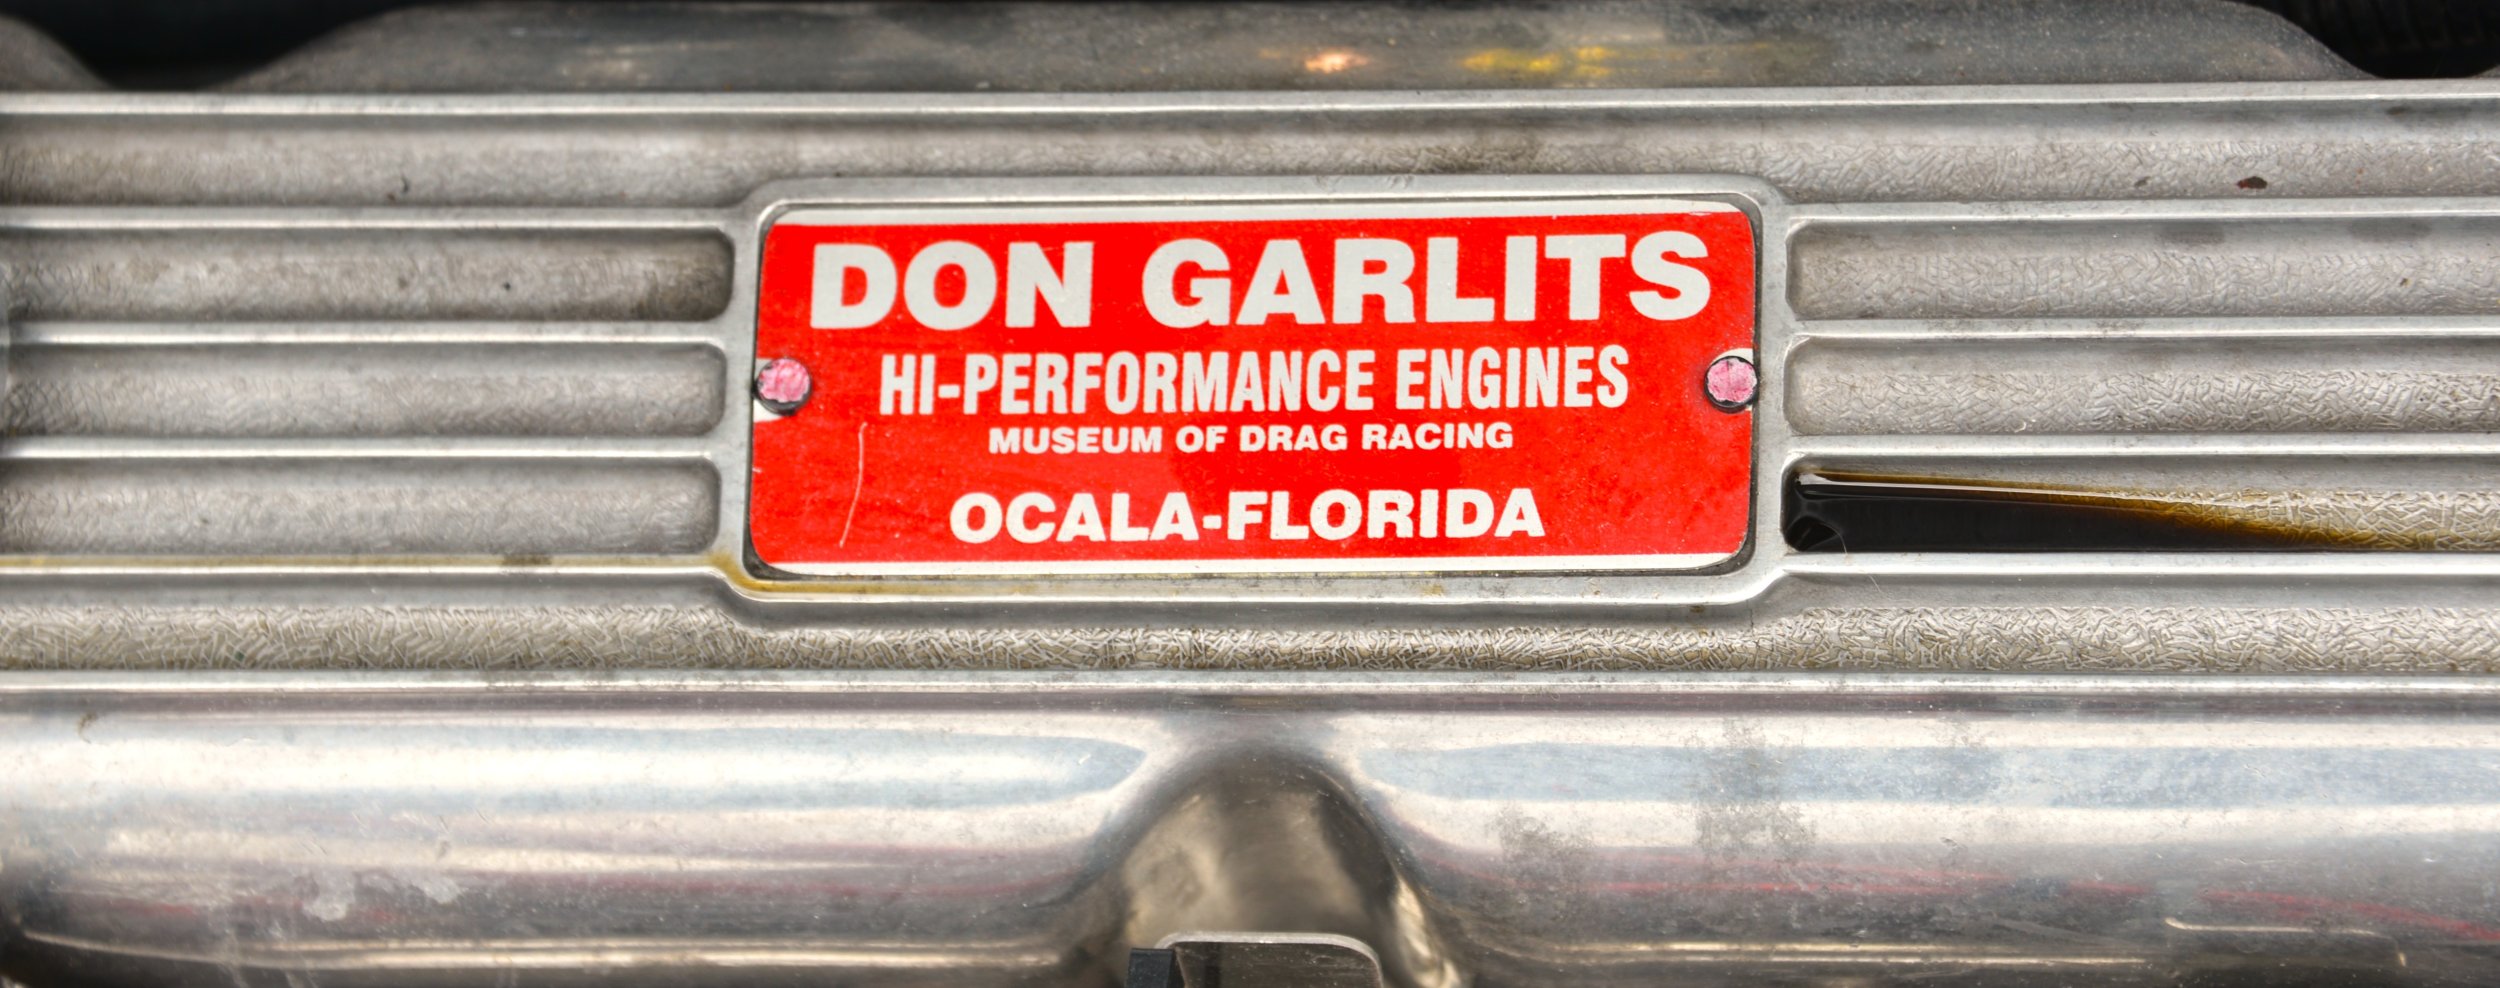 DON GARLITS
HI-PERFORMANCE ENGINES
MUSEUM OF DRAG RACING
OCALA-FLORIDA